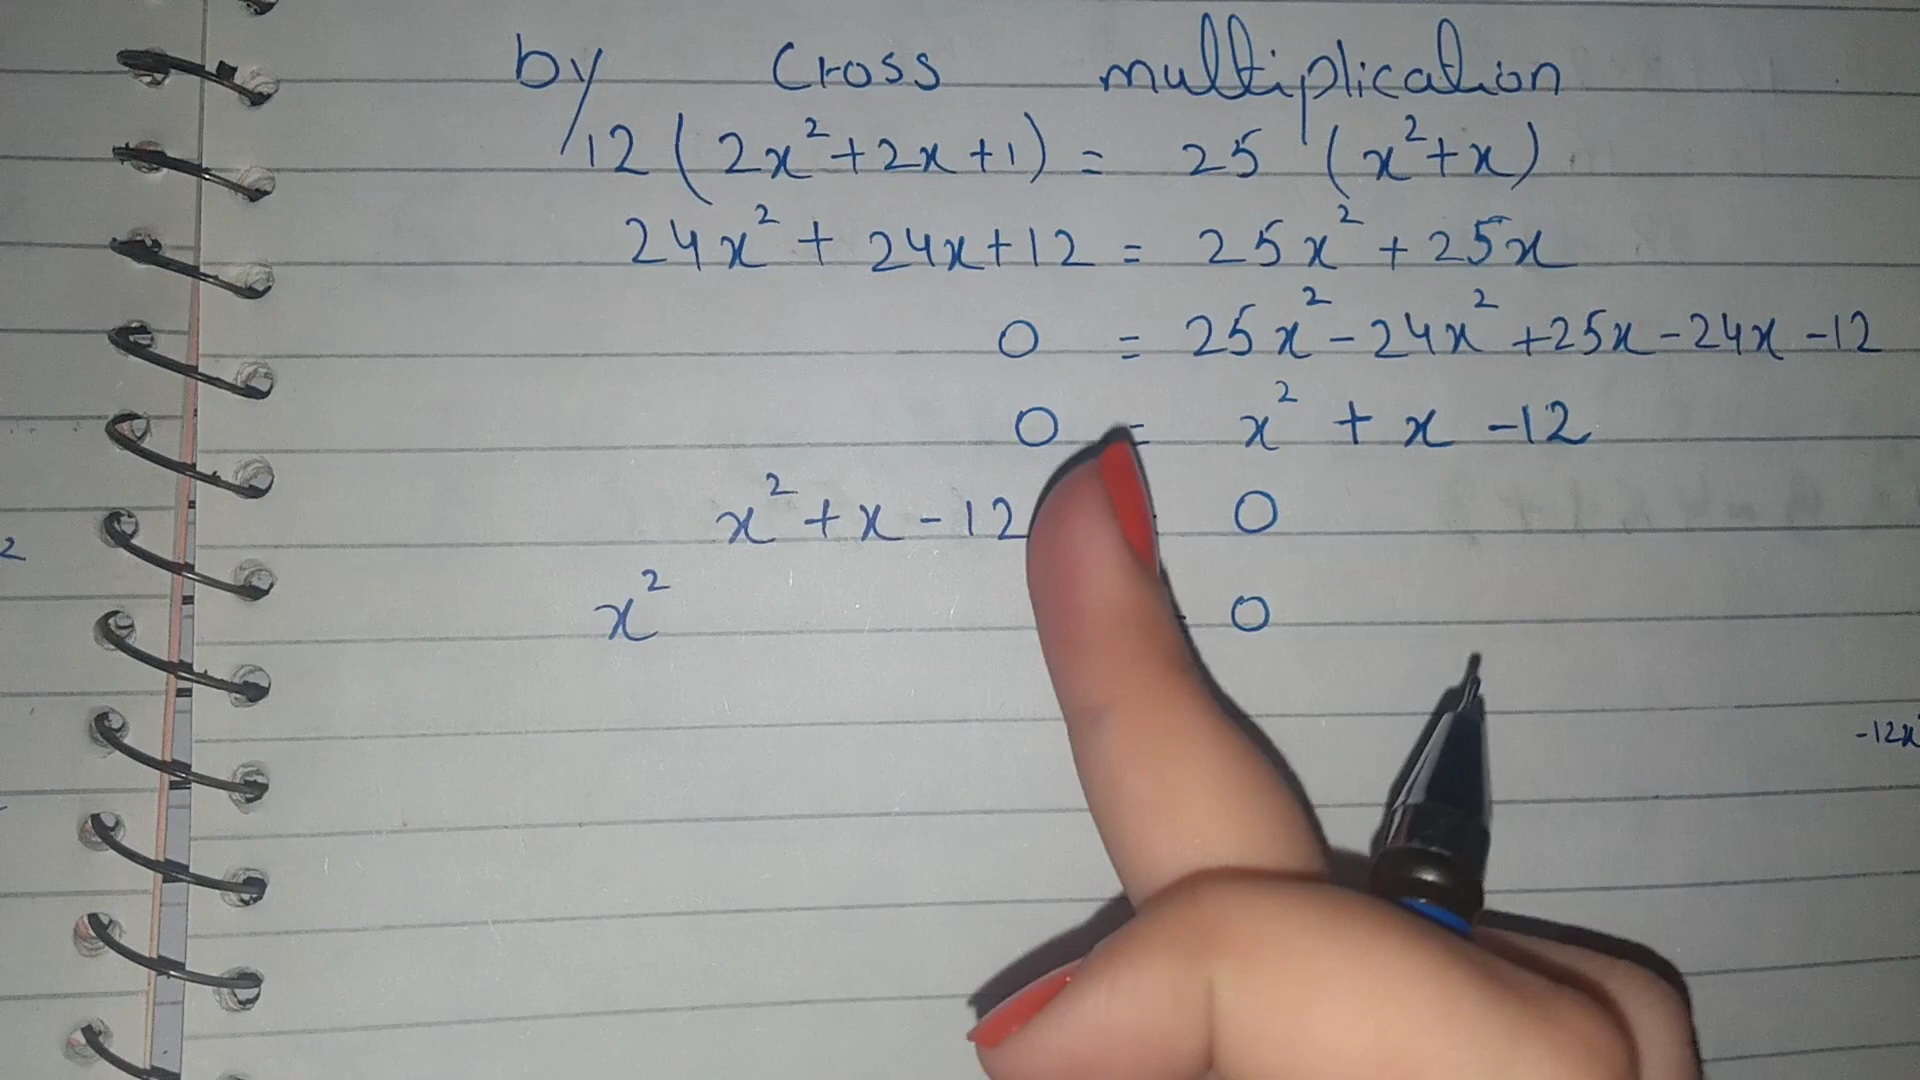 by Cross multiplication
12 (2x²+2x+1) = 25 (x²+x)
24x² + 24x+12 = 25x² + 25x
0 = 25x² - 24x² +25x - 24x - 12
0 = x² + x - 12
x² + x - 12 0
x² 0
2
-12x